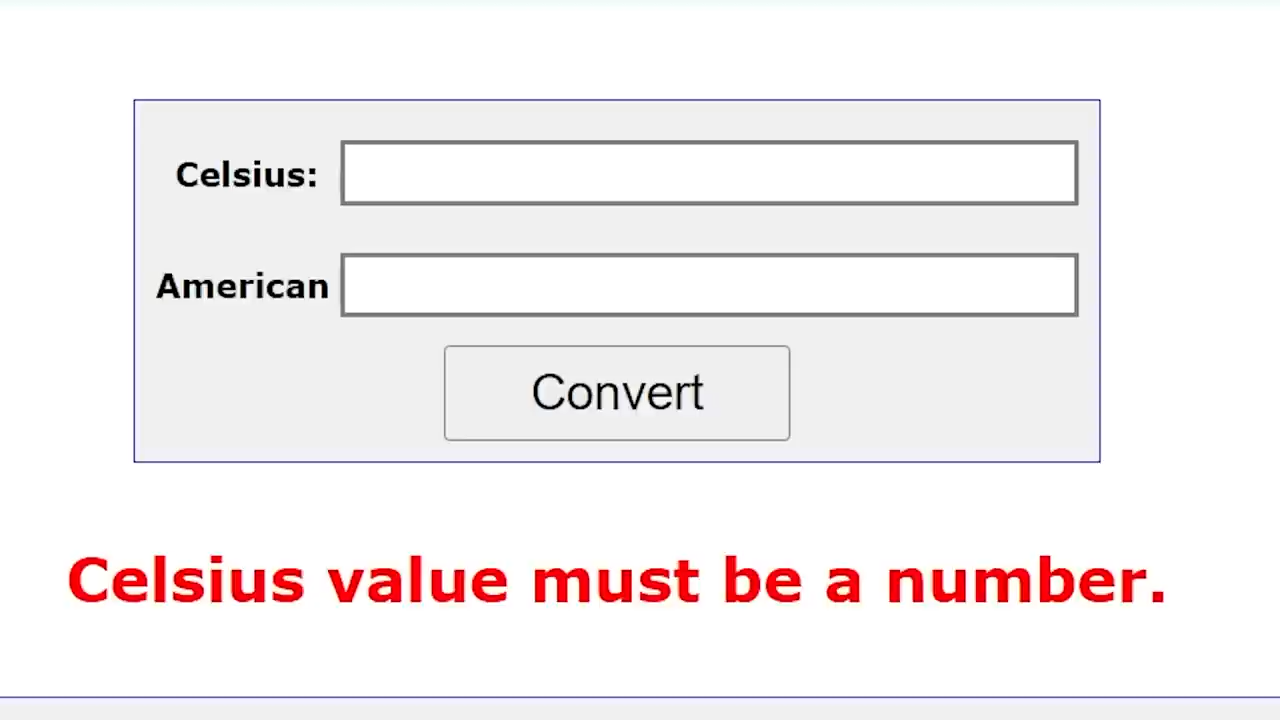 Celsius:
American
Convert
Celsius value must be a number.